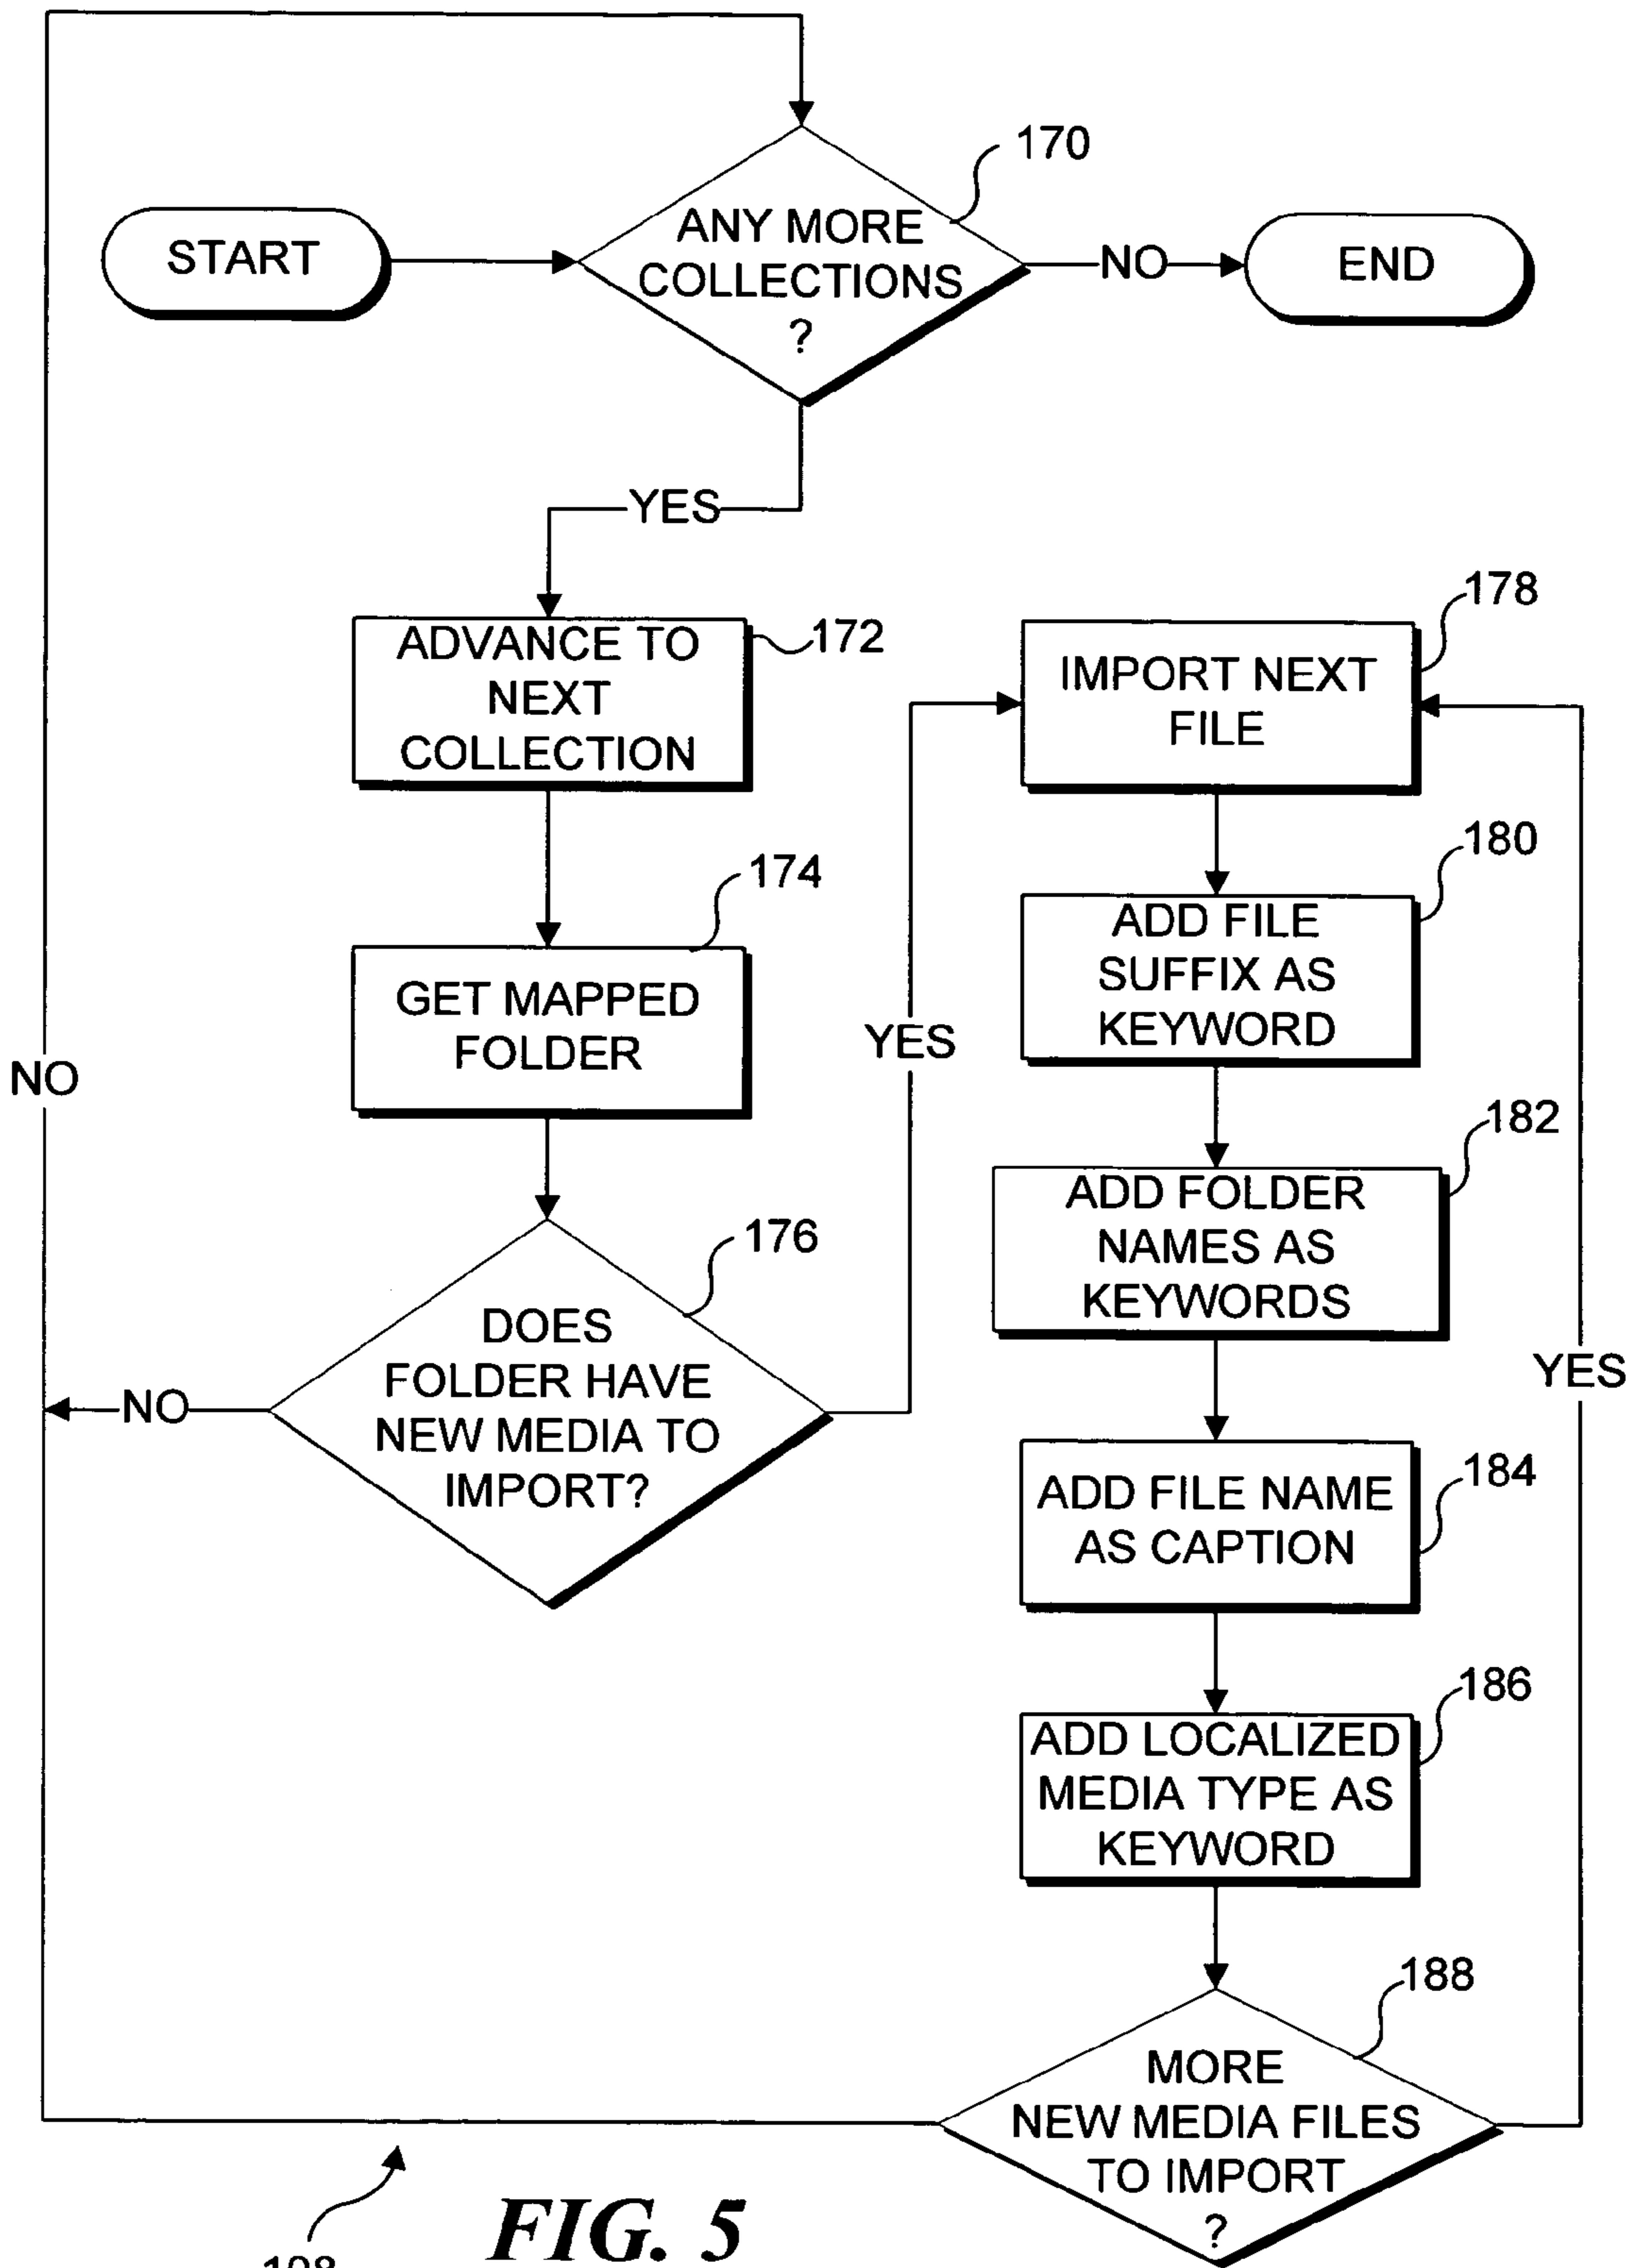 170
START
ANY MORE
COLLECTIONS
?
NO
END
YES
ADVANCE TO
NEXT
COLLECTION
172
178
IMPORT NEXT
FILE
174
GET MAPPED
FOLDER
YES
180
ADD FILE
SUFFIX AS
KEYWORD
NO
182
ADD FOLDER
NAMES AS
KEYWORDS
176
DOES
FOLDER HAVE
NEW MEDIA TO
IMPORT?
NO
YES
184
ADD FILE NAME
AS CAPTION
186
ADD LOCALIZED
MEDIA TYPE AS
KEYWORD
188
MORE
NEW MEDIA FILES
TO IMPORT
?
FIG. 5